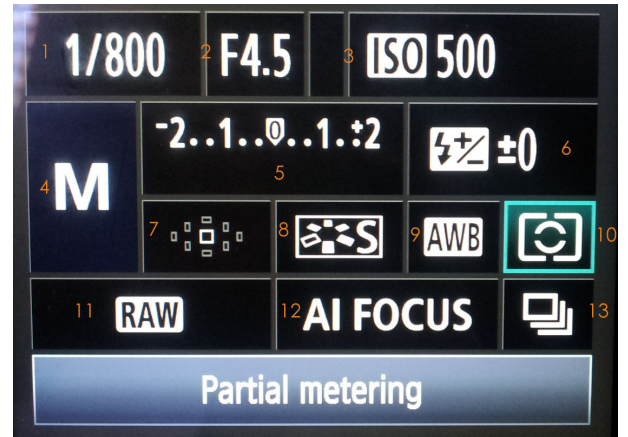 1 1/800 2 F4.5 3 ISO 500
4 M -2..1..0..1..+2 5 6 ±0
7 8 S 9 AWB 10
11 RAW 12 AI FOCUS 13
Partial metering